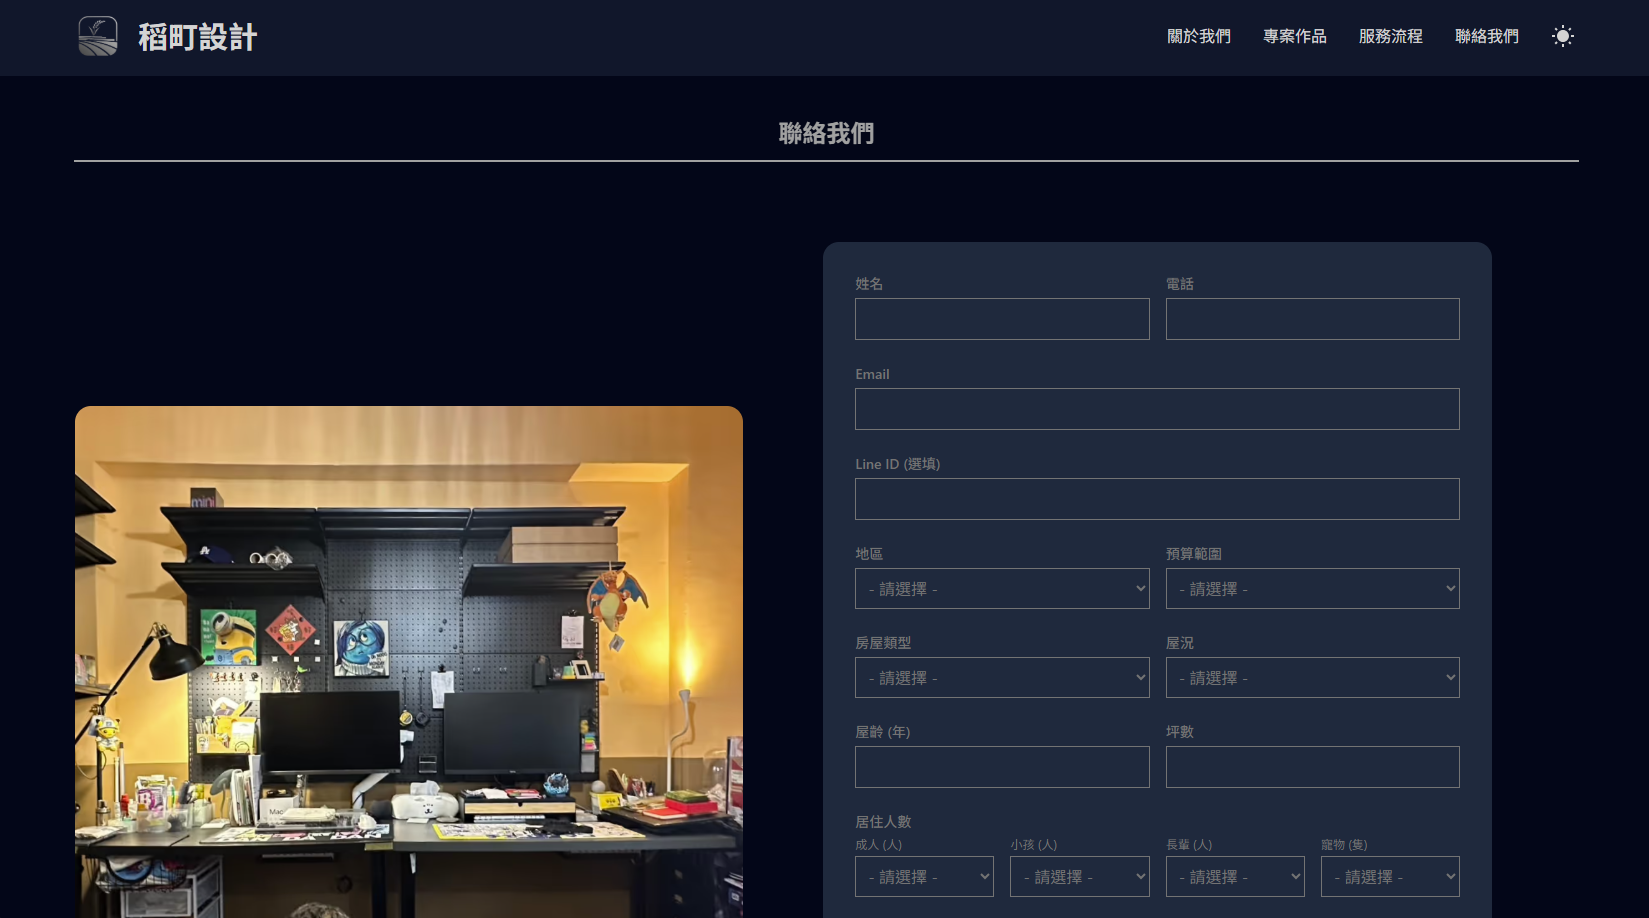 稻町設計
關於我們 專案作品 服務流程 聯絡我們
聯絡我們
姓名 電話
Email
Line ID (選填)
地區 預算範圍
- 請選擇 - - 請選擇 -
房屋類型 屋況
- 請選擇 - - 請選擇 -
屋齡 (年) 坪數
居住人數
成人 (人) 小孩 (人) 長輩 (人) 寵物 (隻)
- 請選擇 - - 請選擇 - - 請選擇 - - 請選擇 -
mini